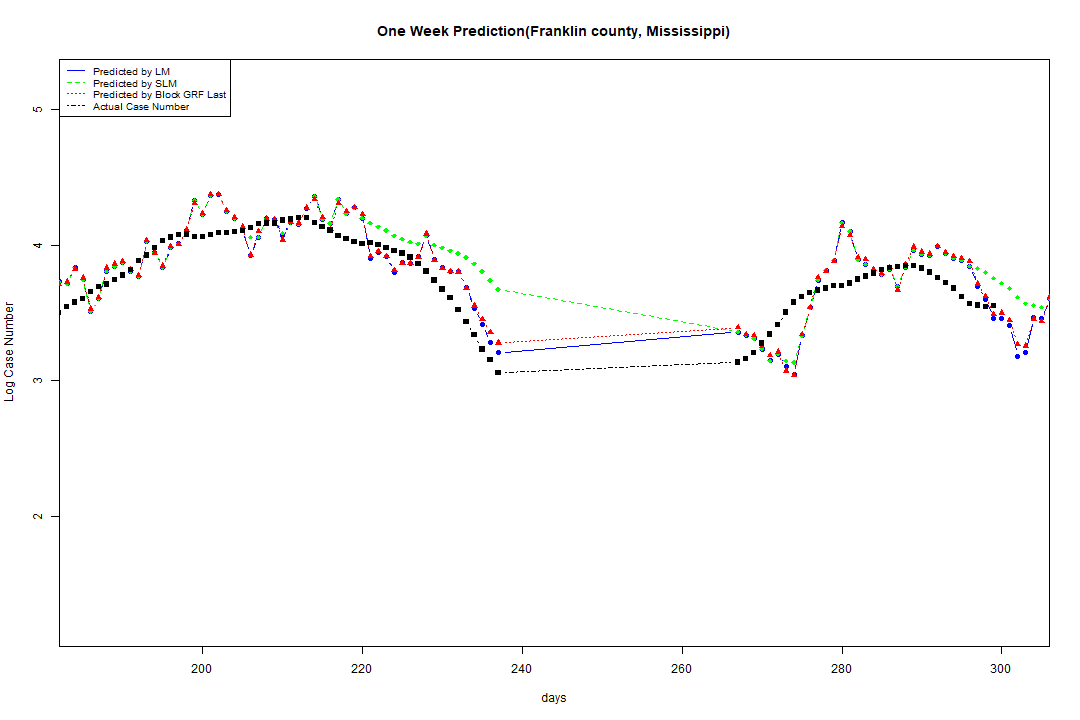 One Week Prediction(Franklin county, Mississippi)
Predicted by LM
Predicted by SLM
Predicted by Block GRF Last
Actual Case Number
5
4
3
2
Log Case Number
200 220 240 260 280 300
days